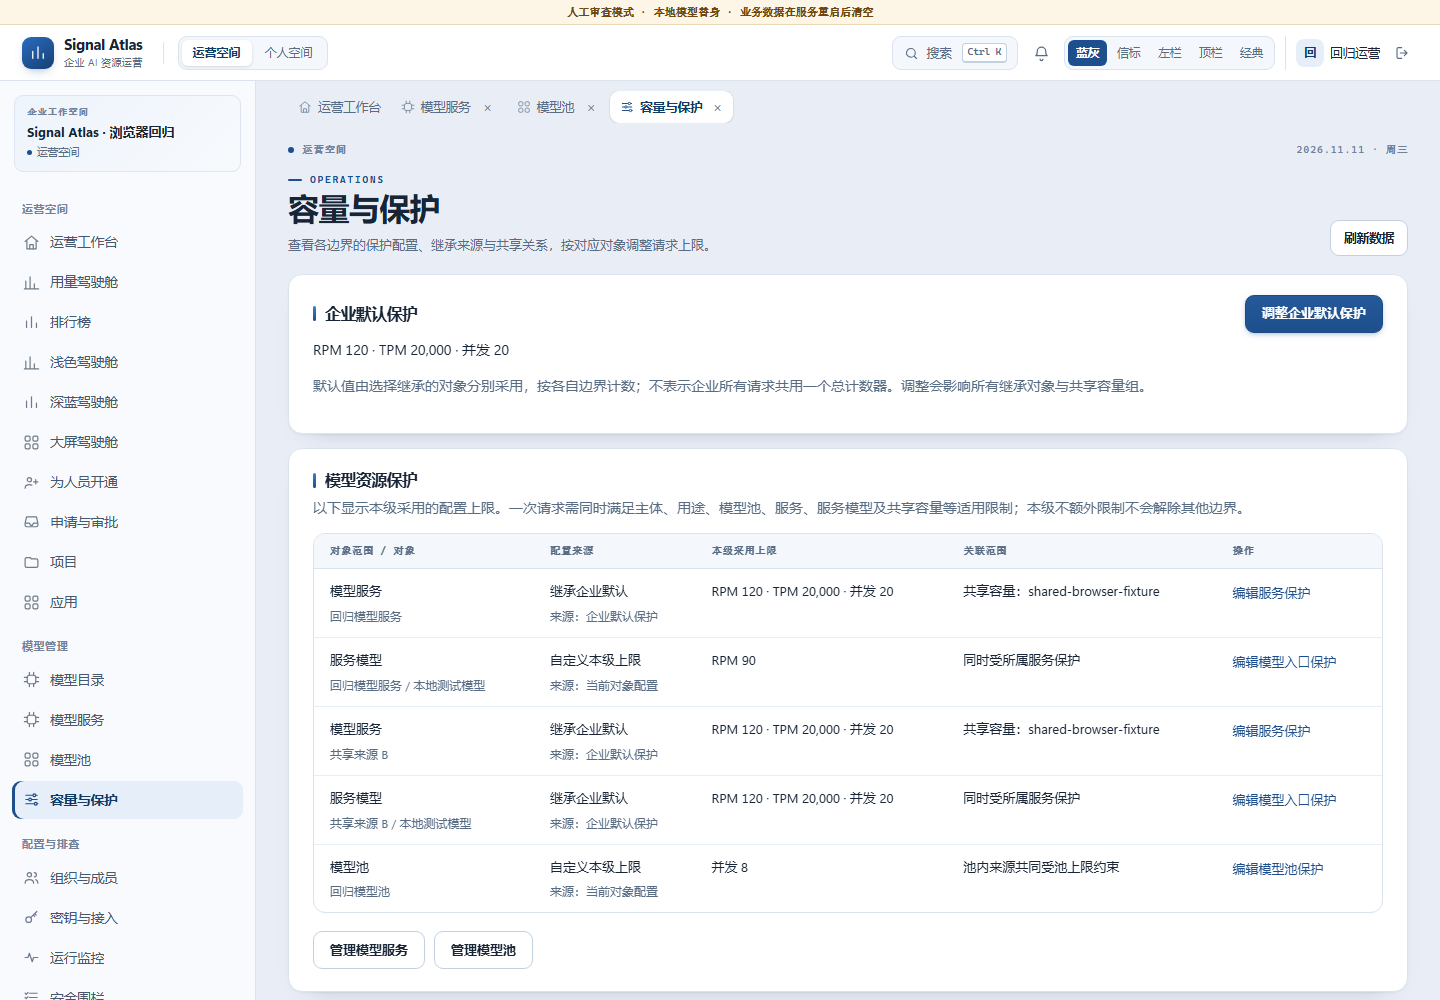 人工审查模式 · 本地模型替身 · 业务数据在服务重启后清空
Signal Atlas
企业 AI 资源运营
运营空间
个人空间
搜索
Ctrl K
蓝灰
信标
左栏
顶栏
经典
回
回归运营
企业工作空间
Signal Atlas · 浏览器回归
运营空间
运营空间
运营工作台
用量驾驶舱
排行榜
浅色驾驶舱
深蓝驾驶舱
大屏驾驶舱
为人员开通
申请与审批
项目
应用
模型管理
模型目录
模型服务
模型池
容量与保护
配置与排查
组织与成员
密钥与接入
运行监控
安全围栏
运营工作台
模型服务 ×
模型池 ×
容量与保护 ×
运营空间
2026.11.11 · 周三
OPERATIONS
容量与保护
查看各边界的保护配置、继承来源与共享关系，按对应对象调整请求上限。
刷新数据
企业默认保护
调整企业默认保护
RPM 120 · TPM 20,000 · 并发 20
默认值由选择继承的对象分别采用，按各自边界计数；不表示企业所有请求共用一个总计数器。调整会影响所有继承对象与共享容量组。
模型资源保护
以下显示本级采用的配置上限。一次请求需同时满足主体、用途、模型池、服务、服务模型及共享容量等适用限制；本级不额外限制不会解除其他边界。
对象范围 / 对象 配置来源 本级采用上限 关联范围 操作
模型服务 继承企业默认 RPM 120 · TPM 20,000 · 并发 20 共享容量：shared-browser-fixture 编辑服务保护
回归模型服务 来源：企业默认保护
服务模型 自定义本级上限 RPM 90 同时受所属服务保护 编辑模型入口保护
回归模型服务 / 本地测试模型 来源：当前对象配置
模型服务 继承企业默认 RPM 120 · TPM 20,000 · 并发 20 共享容量：shared-browser-fixture 编辑服务保护
共享来源 B 来源：企业默认保护
服务模型 继承企业默认 RPM 120 · TPM 20,000 · 并发 20 同时受所属服务保护 编辑模型入口保护
共享来源 B / 本地测试模型 来源：企业默认保护
模型池 自定义本级上限 并发 8 池内来源共同受池上限约束 编辑模型池保护
回归模型池 来源：当前对象配置
管理模型服务
管理模型池